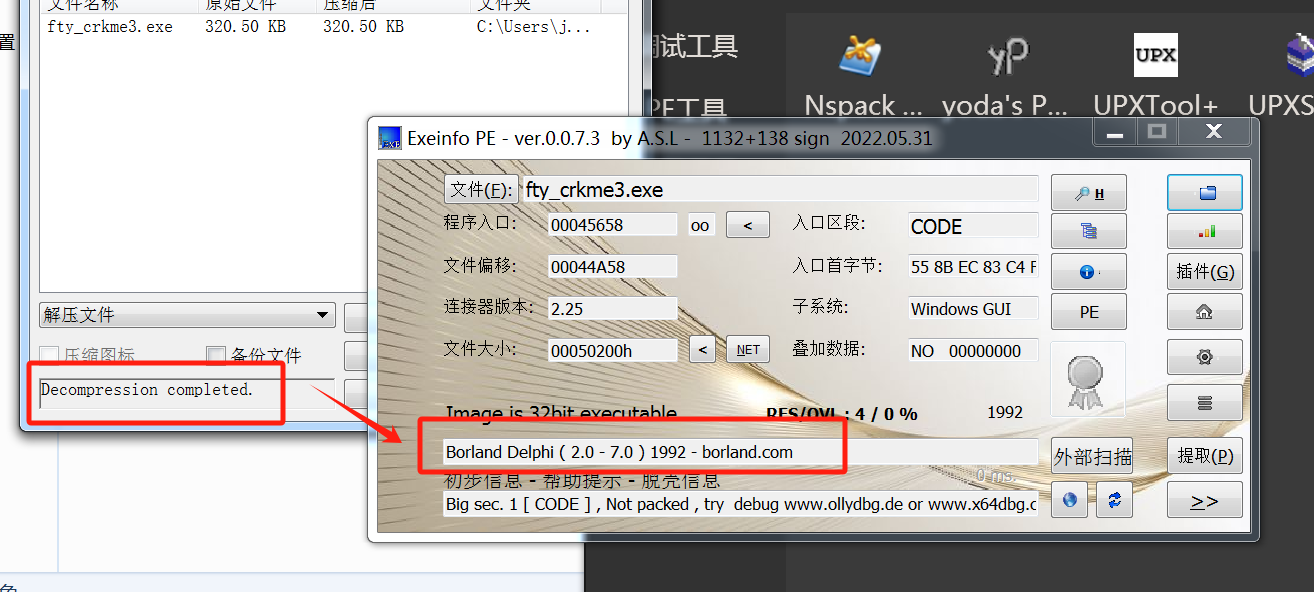 文件名称 原始文件 压缩后 文件夹
fty_crkme3.exe 320.50 KB 320.50 KB C:\Users\j...
置
调试工具
PE工具
Nspack ... yoda's P... UPXTool+ UPXS
yP
UPX
Exeinfo PE - ver.0.0.7.3 by A.S.L - 1132+138 sign 2022.05.31
文件(F): fty_crkme3.exe
H
程序入口: 00045658 oo < 入口区段: CODE
文件偏移: 00044A58 入口首字节: 55 8B EC 83 C4 F
插件(G)
连接器版本: 2.25 子系统: Windows GUI PE
文件大小: 00050200h < NET 叠加数据: NO 00000000
解压文件
压缩图标 备份文件
Decompression completed.
Image is 32bit executable RES/OVL : 4 / 0 % 1992
Borland Delphi ( 2.0 - 7.0 ) 1992 - borland.com
外部扫描 提取(P)
初步信息 - 帮助提示 - 脱壳信息 0 ms.
Big sec. 1 [ CODE ] , Not packed , try debug www.ollydbg.de or www.x64dbg.c
>>